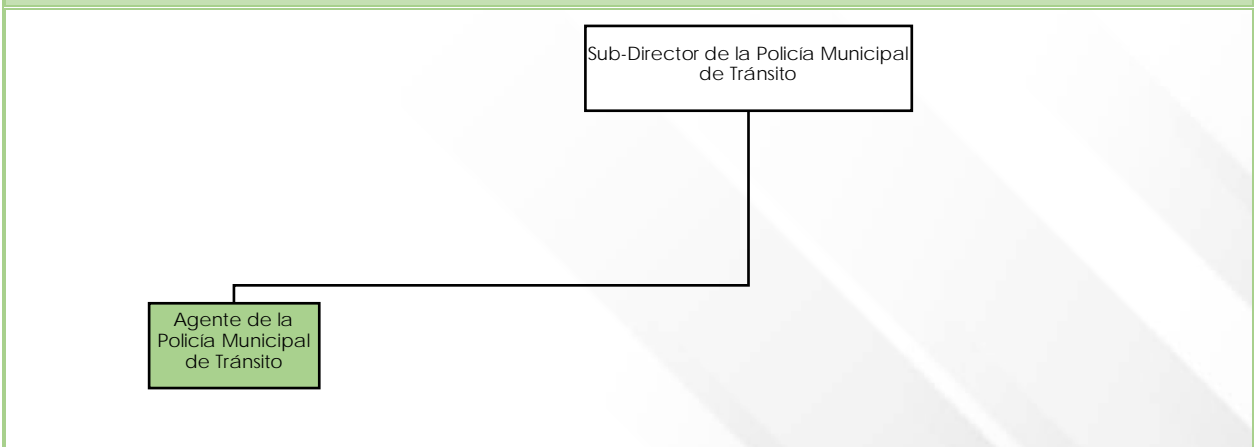 Sub-Director de la Policía Municipal
de Tránsito
Agente de la
Policía Municipal
de Tránsito